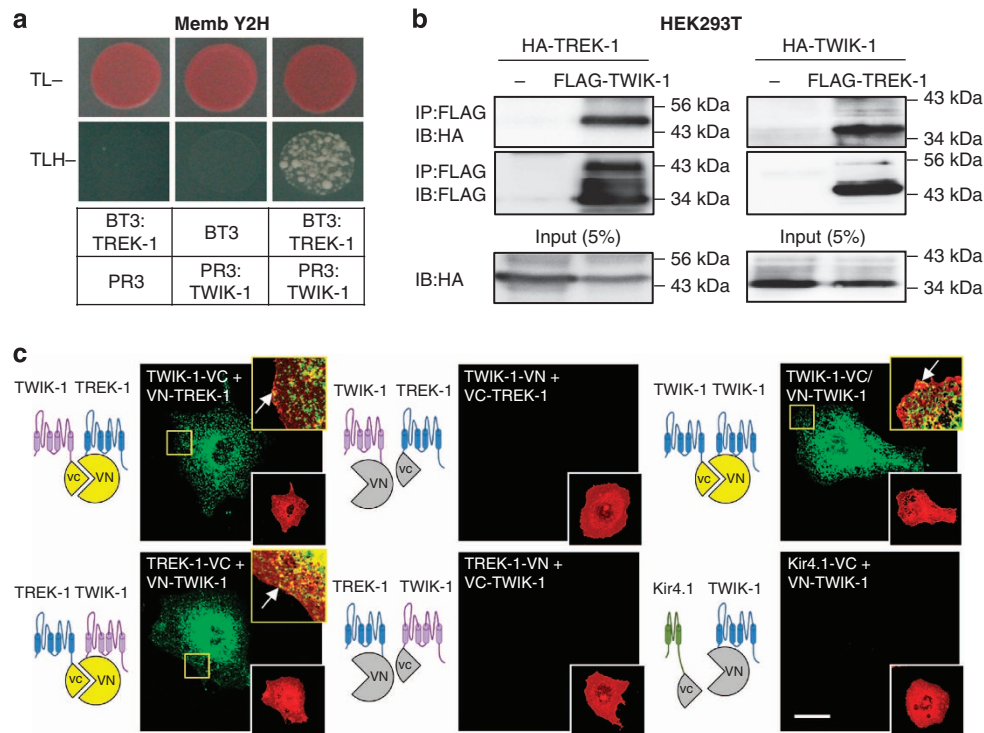 a
Memb Y2H
TL–
TLH–
BT3: TREK-1
BT3
BT3: TREK-1
PR3
PR3: TWIK-1
PR3: TWIK-1
b
HEK293T
HA-TREK-1
HA-TWIK-1
– FLAG-TWIK-1
– FLAG-TREK-1
IP:FLAG
IB:HA
56 kDa
43 kDa
43 kDa
34 kDa
IP:FLAG
IB:FLAG
43 kDa
34 kDa
56 kDa
43 kDa
Input (5%)
Input (5%)
IB:HA
56 kDa
43 kDa
43 kDa
34 kDa
c
TWIK-1 TREK-1
VC
VN
TWIK-1-VC +
VN-TREK-1
TWIK-1 TREK-1
VC
VN
TWIK-1-VN +
VC-TREK-1
TWIK-1 TWIK-1
VC
VN
TWIK-1-VC/
VN-TWIK-1
TREK-1 TWIK-1
VC
VN
TREK-1-VC +
VN-TWIK-1
TREK-1 TWIK-1
VC
VN
TREK-1-VN +
VC-TWIK-1
Kir4.1 TWIK-1
VC
VN
Kir4.1-VC +
VN-TWIK-1